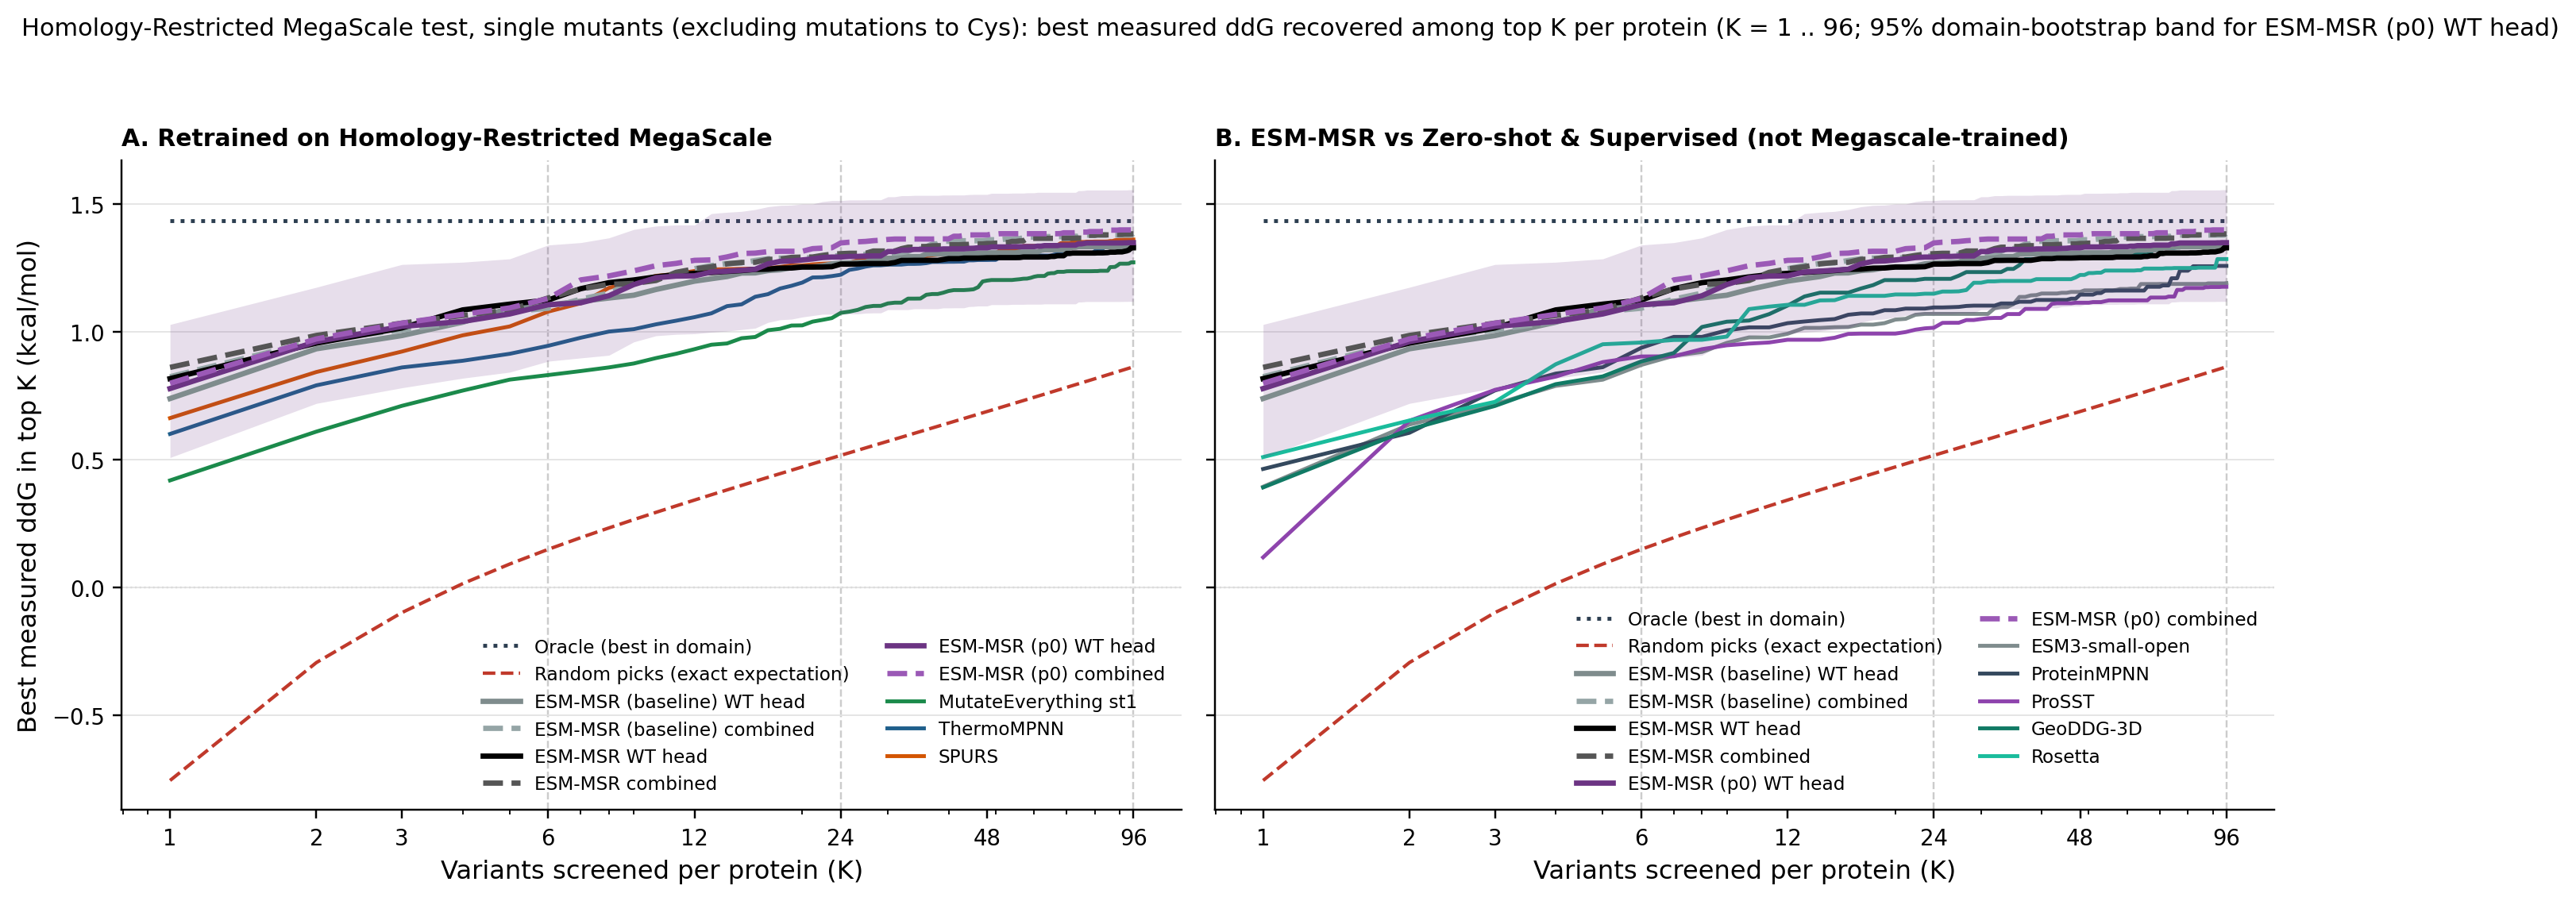 Homology-Restricted MegaScale test, single mutants (excluding mutations to Cys): best measured ddG recovered among top K per protein (K = 1 .. 96; 95% domain-bootstrap band for ESM-MSR (p0) WT head)
A. Retrained on Homology-Restricted MegaScale
Best measured ddG in top K (kcal/mol)
1.5
1.0
0.5
0.0
−0.5
Oracle (best in domain)
Random picks (exact expectation)
ESM-MSR (baseline) WT head
ESM-MSR (baseline) combined
ESM-MSR WT head
ESM-MSR combined
ESM-MSR (p0) WT head
ESM-MSR (p0) combined
MutateEverything st1
ThermoMPNN
SPURS
1 2 3 6 12 24 48 96
Variants screened per protein (K)
B. ESM-MSR vs Zero-shot & Supervised (not Megascale-trained)
Oracle (best in domain)
Random picks (exact expectation)
ESM-MSR (baseline) WT head
ESM-MSR (baseline) combined
ESM-MSR WT head
ESM-MSR combined
ESM-MSR (p0) WT head
ESM-MSR (p0) combined
ESM3-small-open
ProteinMPNN
ProSST
GeoDDG-3D
Rosetta
1 2 3 6 12 24 48 96
Variants screened per protein (K)